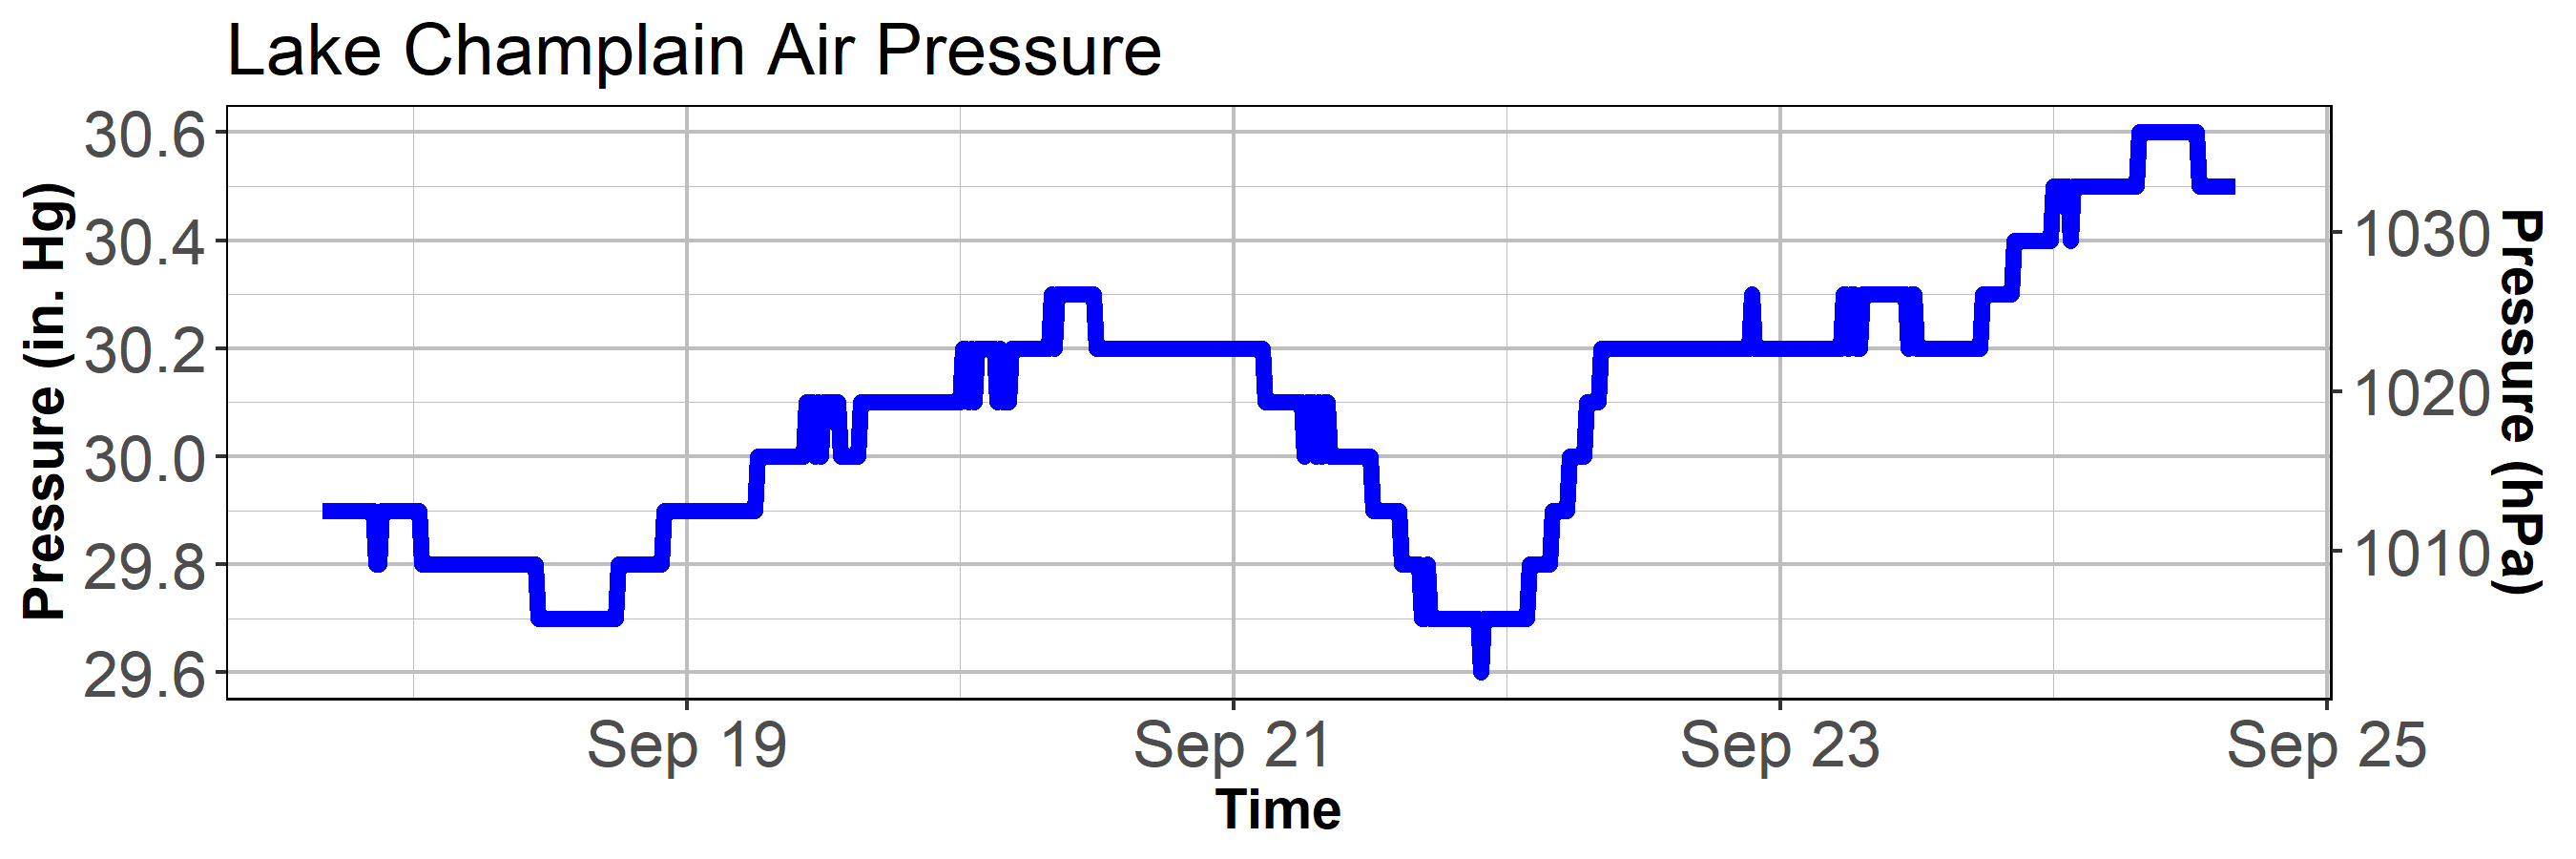 Lake Champlain Air Pressure
Pressure (in. Hg)
30.6
30.4
30.2
30.0
29.8
29.6
1030
1020
1010
Pressure (hPa)
Sep 19
Sep 21
Sep 23
Sep 25
Time